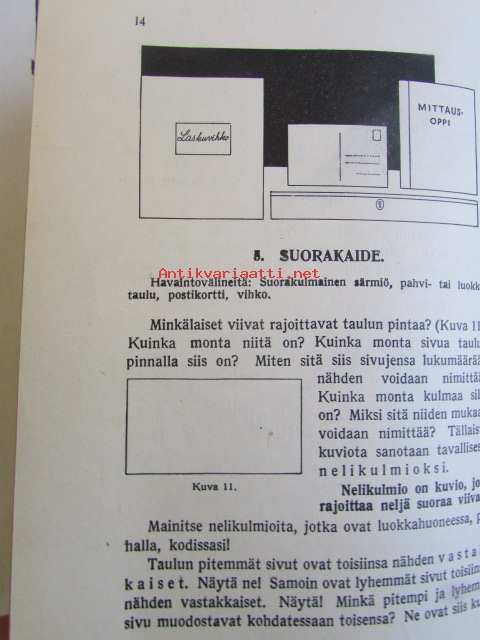 14
Laskuvihko
MITTAUS-
OPPI
5. SUORAKAIDE.
Antikvariaatti.net
Havaintovälineitä: Suorakulmainen särmiö, pahvi- tai luokk
taulu, postikortti, vihko.
Minkälaiset viivat rajoittavat taulun pintaa? (Kuva 11
Kuinka monta niitä on? Kuinka monta sivua taulu
pinnalla siis on? Miten sitä siis sivujensa lukumäärää
nähden voidaan nimittää
Kuinka monta kulmaa sil
on? Miksi sitä niiden mukaa
voidaan nimittää? Tällais
kuviota sanotaan tavallises
nelikulmioksi.
Kuva 11.
Nelikulmio on kuvio, jo
rajoittaa neljä suoraa viiva
Mainitse nelikulmioita, jotka ovat luokkahuoneessa, p
halla, kodissasi!
Taulun pitemmät sivut ovat toisiinsa nähden vasta
kaiset. Näytä ne! Samoin ovat lyhemmät sivut toisiin
nähden vastakkaiset. Näytä! Minkä pitempi ja lyhem
sivu muodostavat kohdatessaan toisensa? Ne ovat siis ku